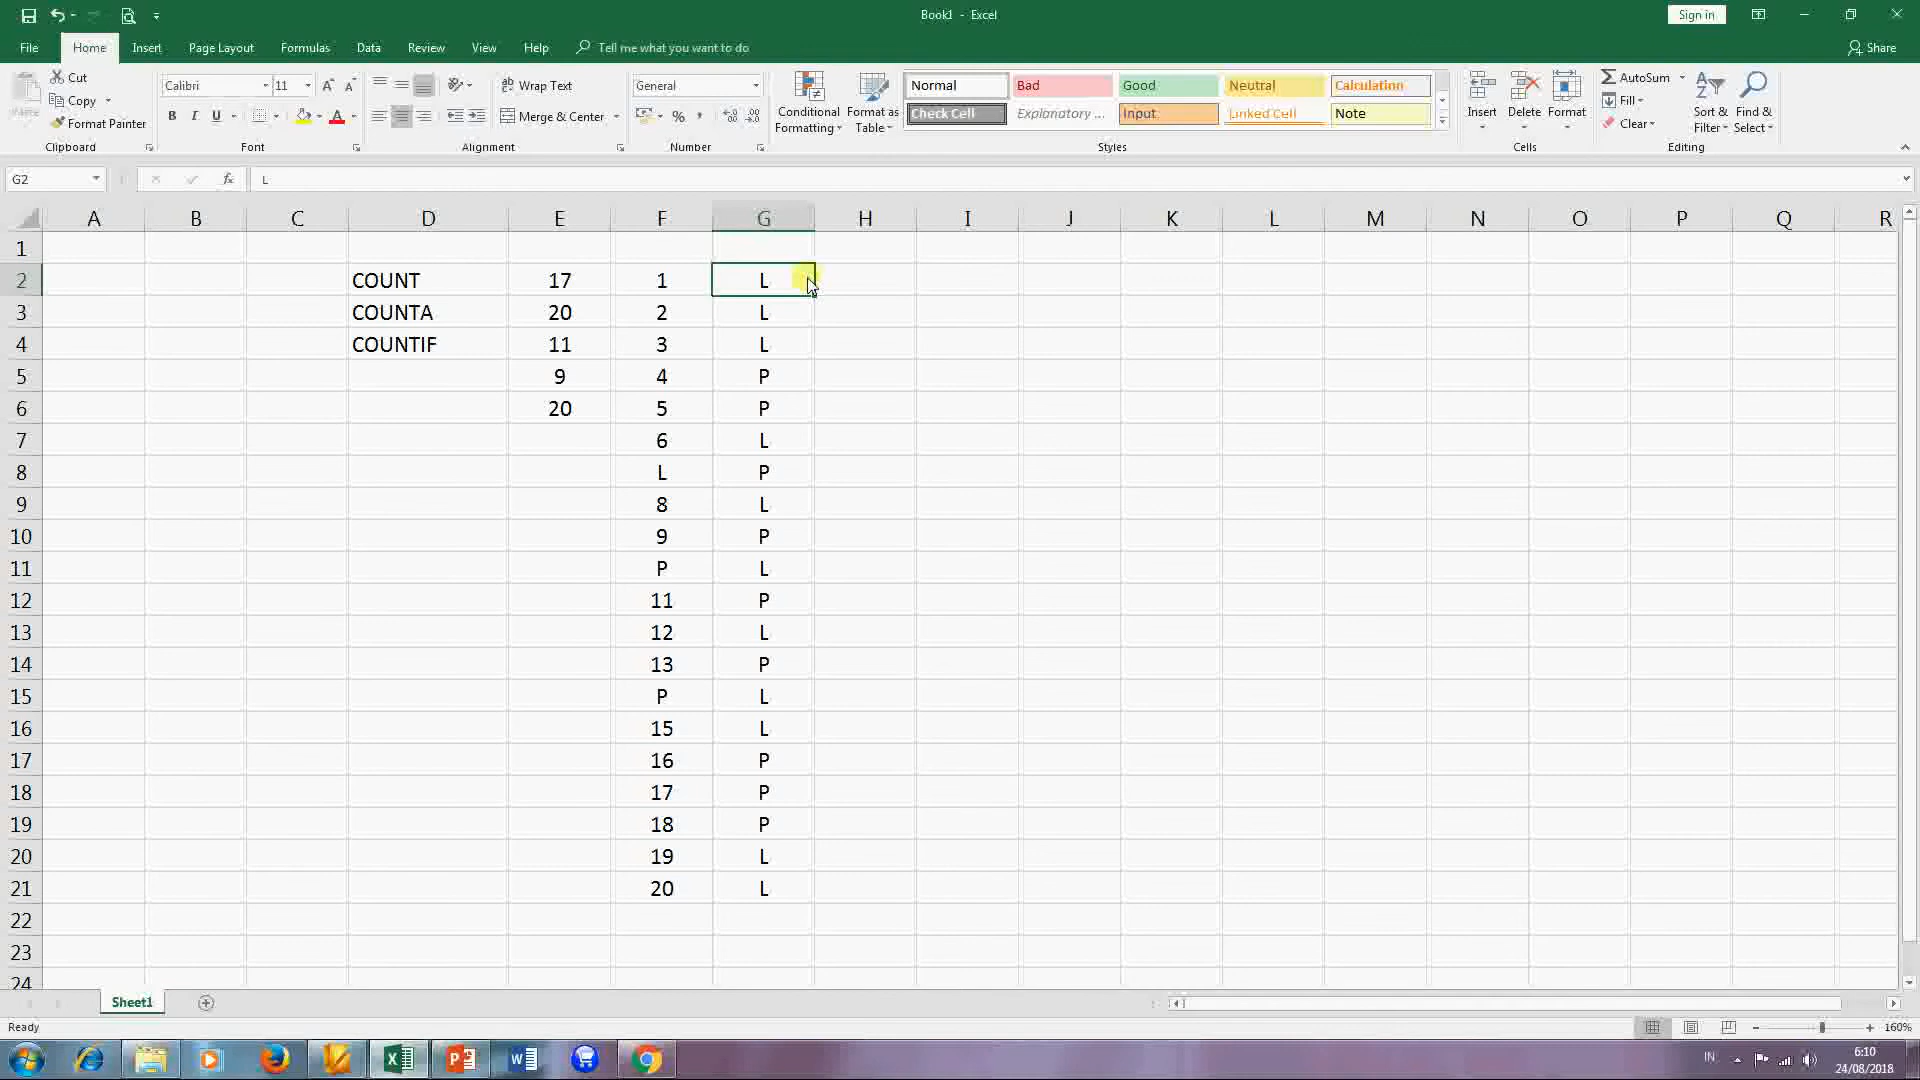 Book1 - Excel
Sign in
File Home Insert Page Layout Formulas Data Review View Help Tell me what you want to do Share
Cut
Copy
Format Painter
Paste
Clipboard
Calibri 11
B I U
Font
Wrap Text
Merge & Center
Alignment
General
%
Number
Conditional Formatting
Format as Table
Normal Bad Good Neutral Calculation
Check Cell Explanatory ... Input Linked Cell Note
Styles
Insert Delete Format
Cells
AutoSum
Fill
Clear
Sort & Filter
Find & Select
Editing
G2 fx L
A B C D E F G H I J K L M N O P Q R
1
2 COUNT 17 1 L
3 COUNTA 20 2 L
4 COUNTIF 11 3 L
5 9 4 P
6 20 5 P
7 6 L
8 L P
9 8 L
10 9 P
11 P L
12 11 P
13 12 L
14 13 P
15 P L
16 15 L
17 16 P
18 17 P
19 18 P
20 19 L
21 20 L
22
23
24
Sheet1
Ready 160%
IN 6:10
24/08/2018